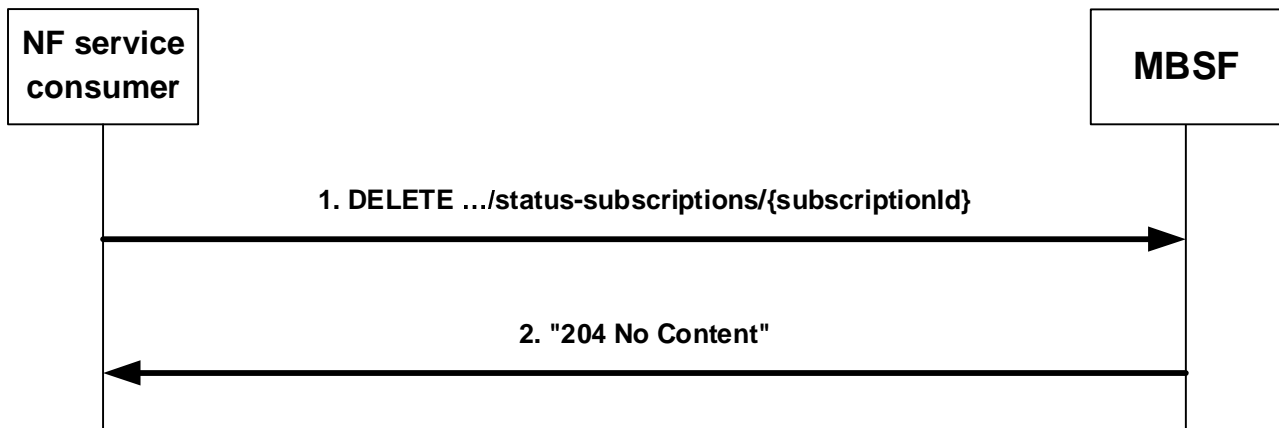 NF service
consumer
MBSF
1. DELETE …/status-subscriptions/{subscriptionId}
2. "204 No Content"